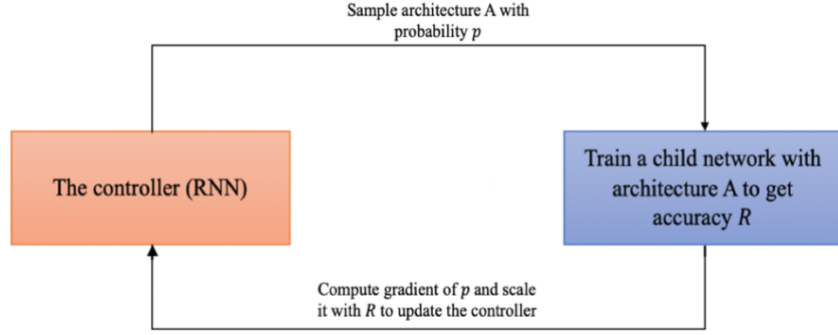 Sample architecture A with
probability p
The controller (RNN)
Train a child network with
architecture A to get
accuracy R
Compute gradient of p and scale
it with R to update the controller